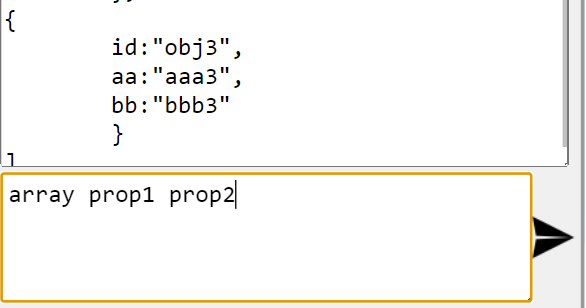 {
id:"obj3",
aa:"aaa3",
bb:"bbb3"
}
]
array prop1 prop2